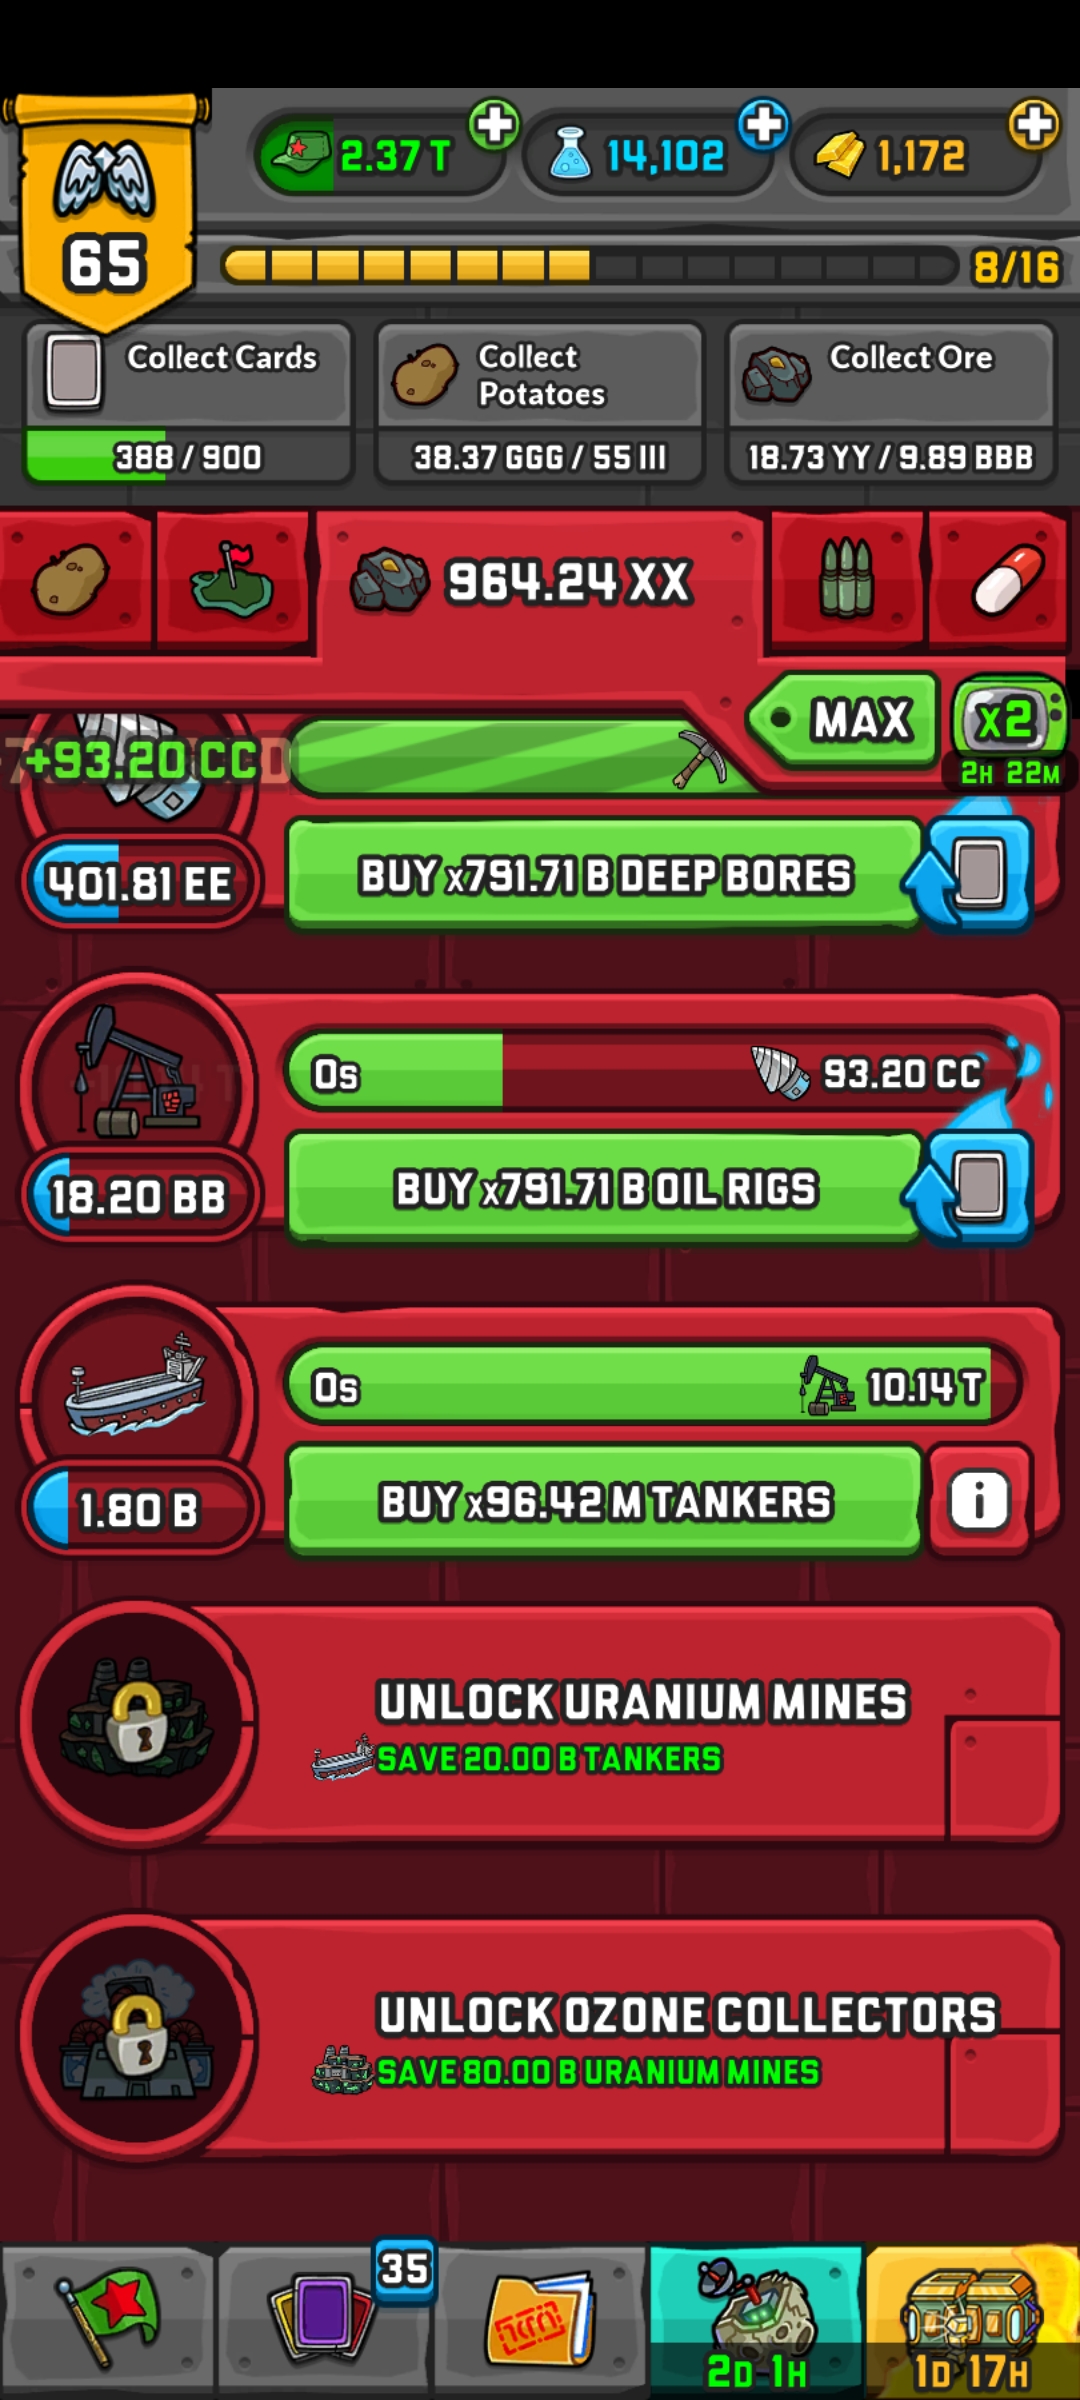 2.37 T
14,102
1,172
65
8/16
Collect Cards
388 / 900
Collect
Potatoes
38.37 GGG / 55 III
Collect Ore
18.73 YY / 9.89 BBB
964.24 XX
MAX
x2
2H 22M
+93.20 CC
401.81 EE
BUY x791.71 B DEEP BORES
0s
93.20 CC
18.20 BB
BUY x791.71 B OIL RIGS
0s
10.14 T
1.80 B
BUY x96.42 M TANKERS
i
UNLOCK URANIUM MINES
SAVE 20.00 B TANKERS
UNLOCK OZONE COLLECTORS
SAVE 80.00 B URANIUM MINES
35
2D 1H
1D 17H